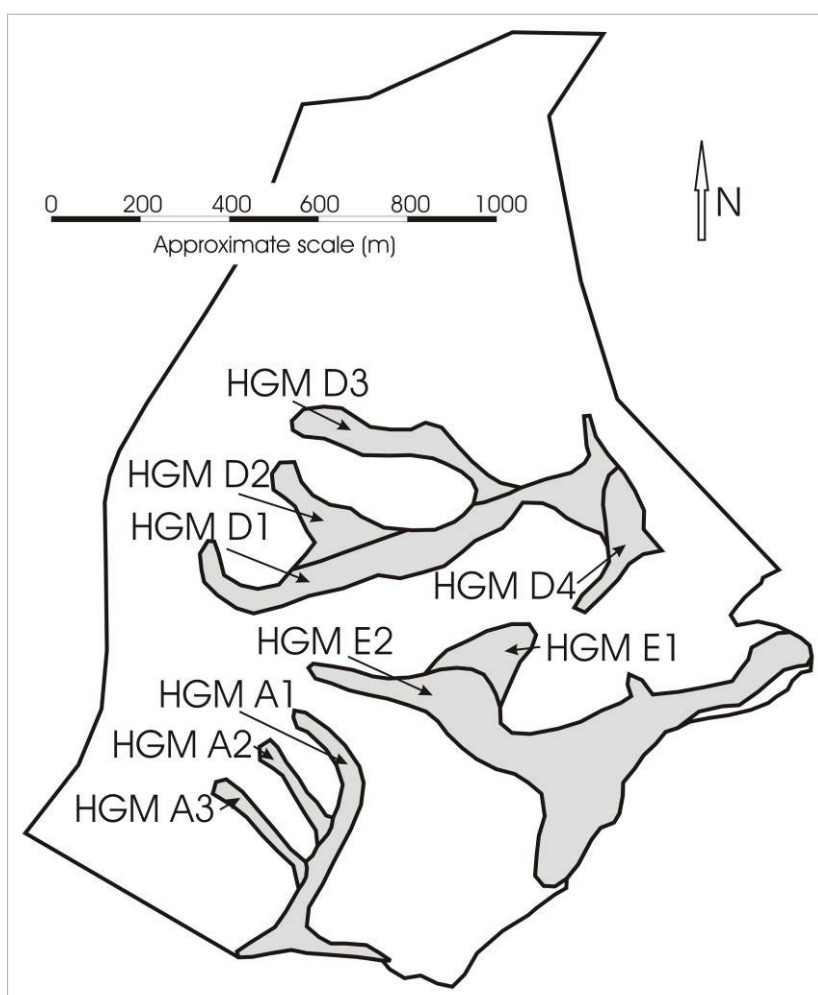 0 200 400 600 800 1000
N
Approximate scale (m)
HGM D3
HGM D2
HGM D1
HGM D4
HGM E2
HGM E1
HGM A1
HGM A2
HGM A3